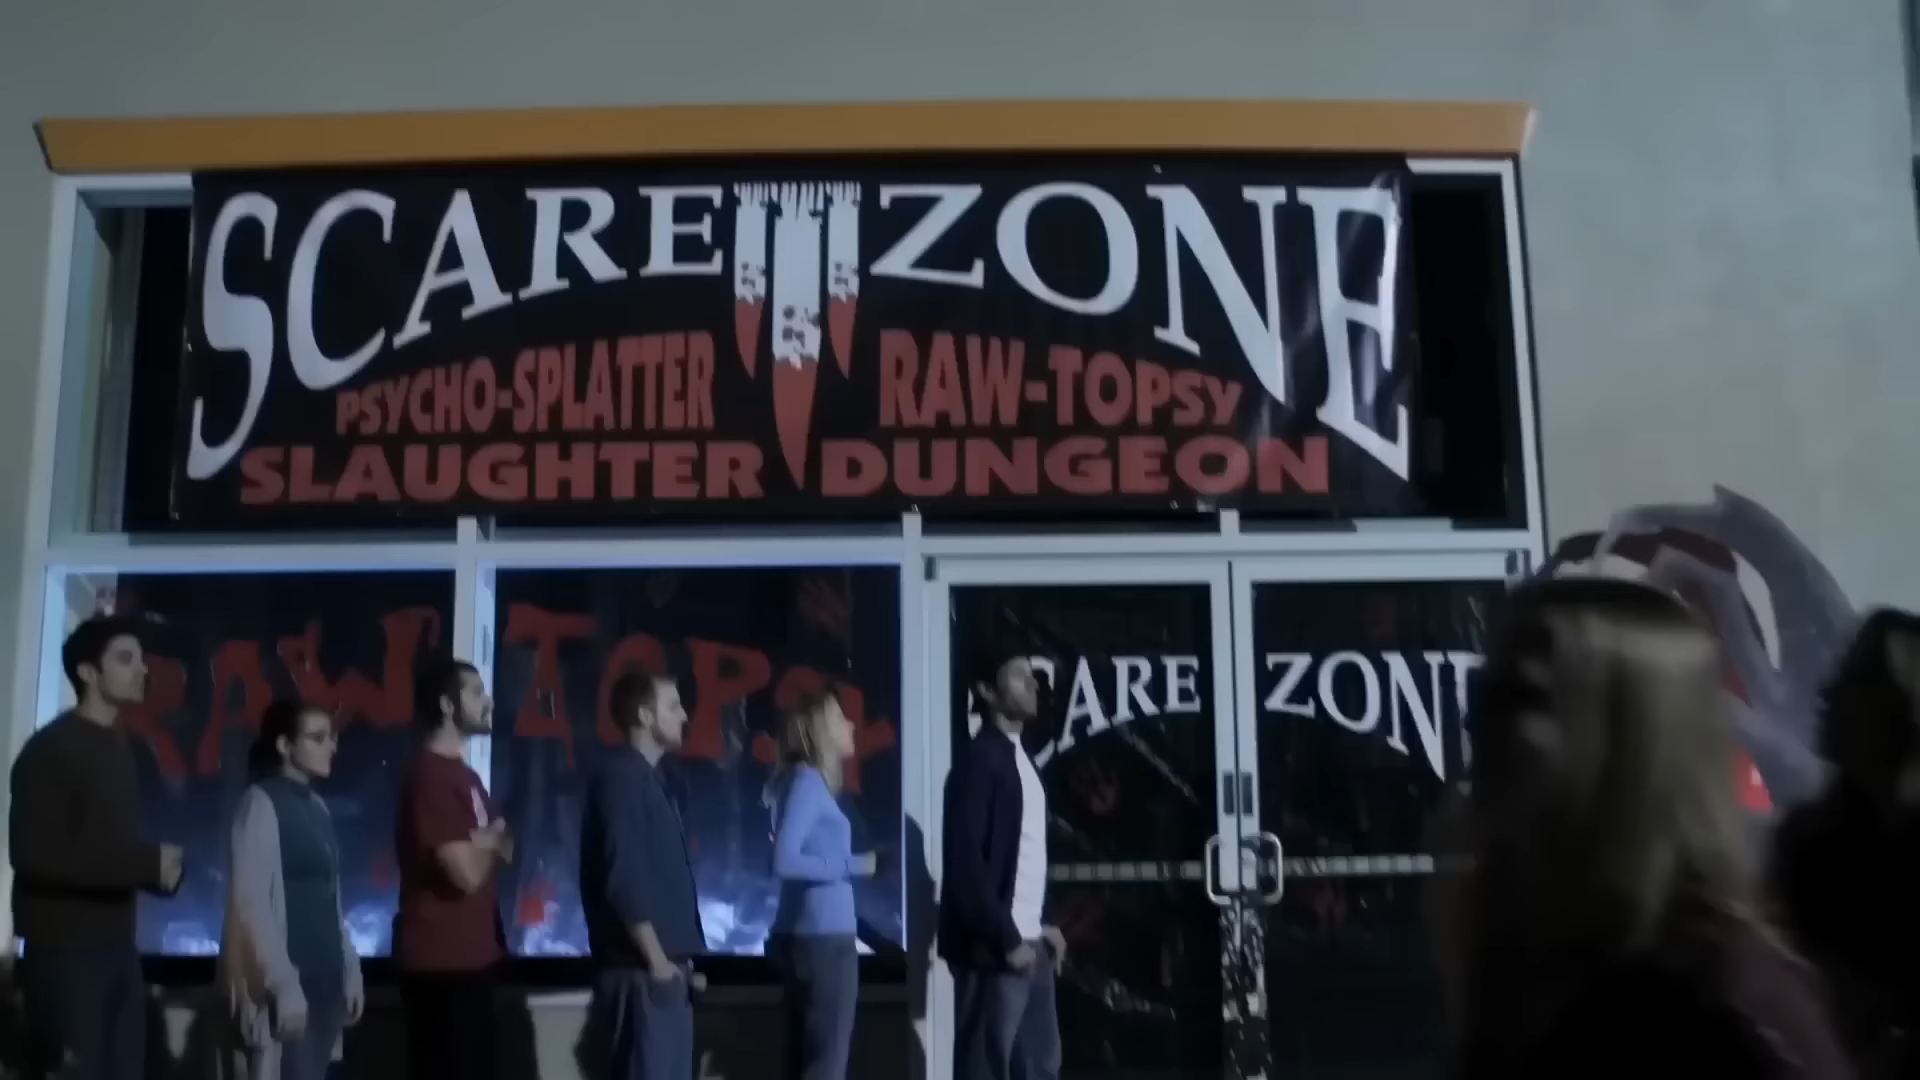 SCARE ZONE
PSYCHO-SPLATTER RAW-TOPSY
SLAUGHTER DUNGEON
RAW TOPSY
SCARE ZONE